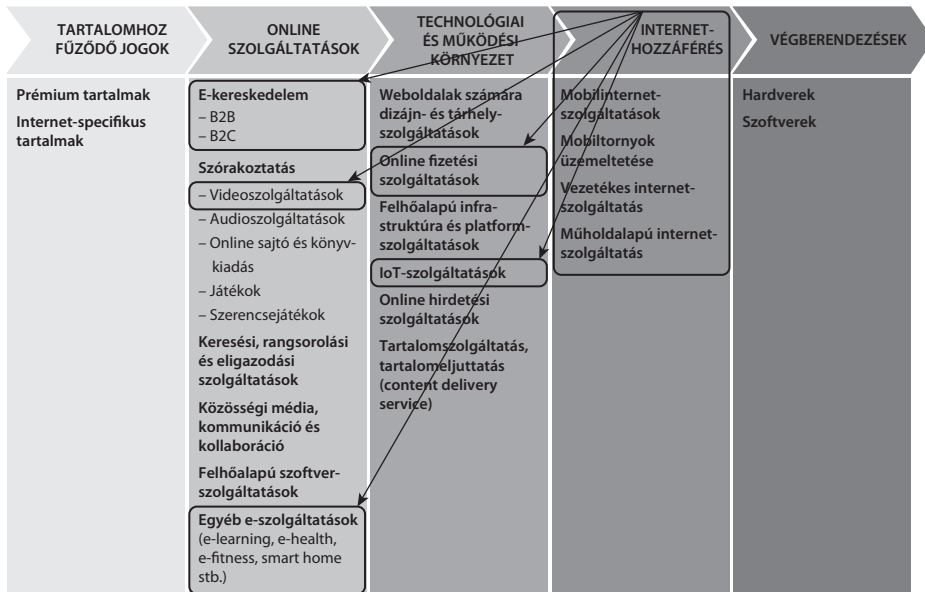 TARTALOMHOZ
FŰZŐDŐ JOGOK
ONLINE
SZOLGÁLTATÁSOK
TECHNOLÓGIAI
ÉS MŰKÖDÉSI
KÖRNYEZET
INTERNET-
HOZZÁFÉRÉS
VÉGBERENDEZÉSEK
Prémium tartalmak
Internet-specifikus
tartalmak
E-kereskedelem
– B2B
– B2C
Szórakoztatás
– Videoszolgáltatások
– Audioszolgáltatások
– Online sajtó és könyv-
kiadás
– Játékok
– Szerencsejátékok
Keresési, rangsorolási
és eligazodási
szolgáltatások
Közösségi média,
kommunikáció és
kollaboráció
Felhőalapú szoftver-
szolgáltatások
Egyéb e-szolgáltatások
(e-learning, e-health,
e-fitness, smart home
stb.)
Weboldalak számára
dizájn- és tárhely-
szolgáltatások
Online fizetési
szolgáltatások
Felhőalapú infra-
struktúra és platform-
szolgáltatások
IoT-szolgáltatások
Online hirdetési
szolgáltatások
Tartalomszolgáltatás,
tartalomeljuttatás
(content delivery
service)
Mobilinternet-
szolgáltatások
Mobiltornyok
üzemeltetése
Vezetékes internet-
szolgáltatás
Műholdalapú internet-
szolgáltatás
Hardverek
Szoftverek